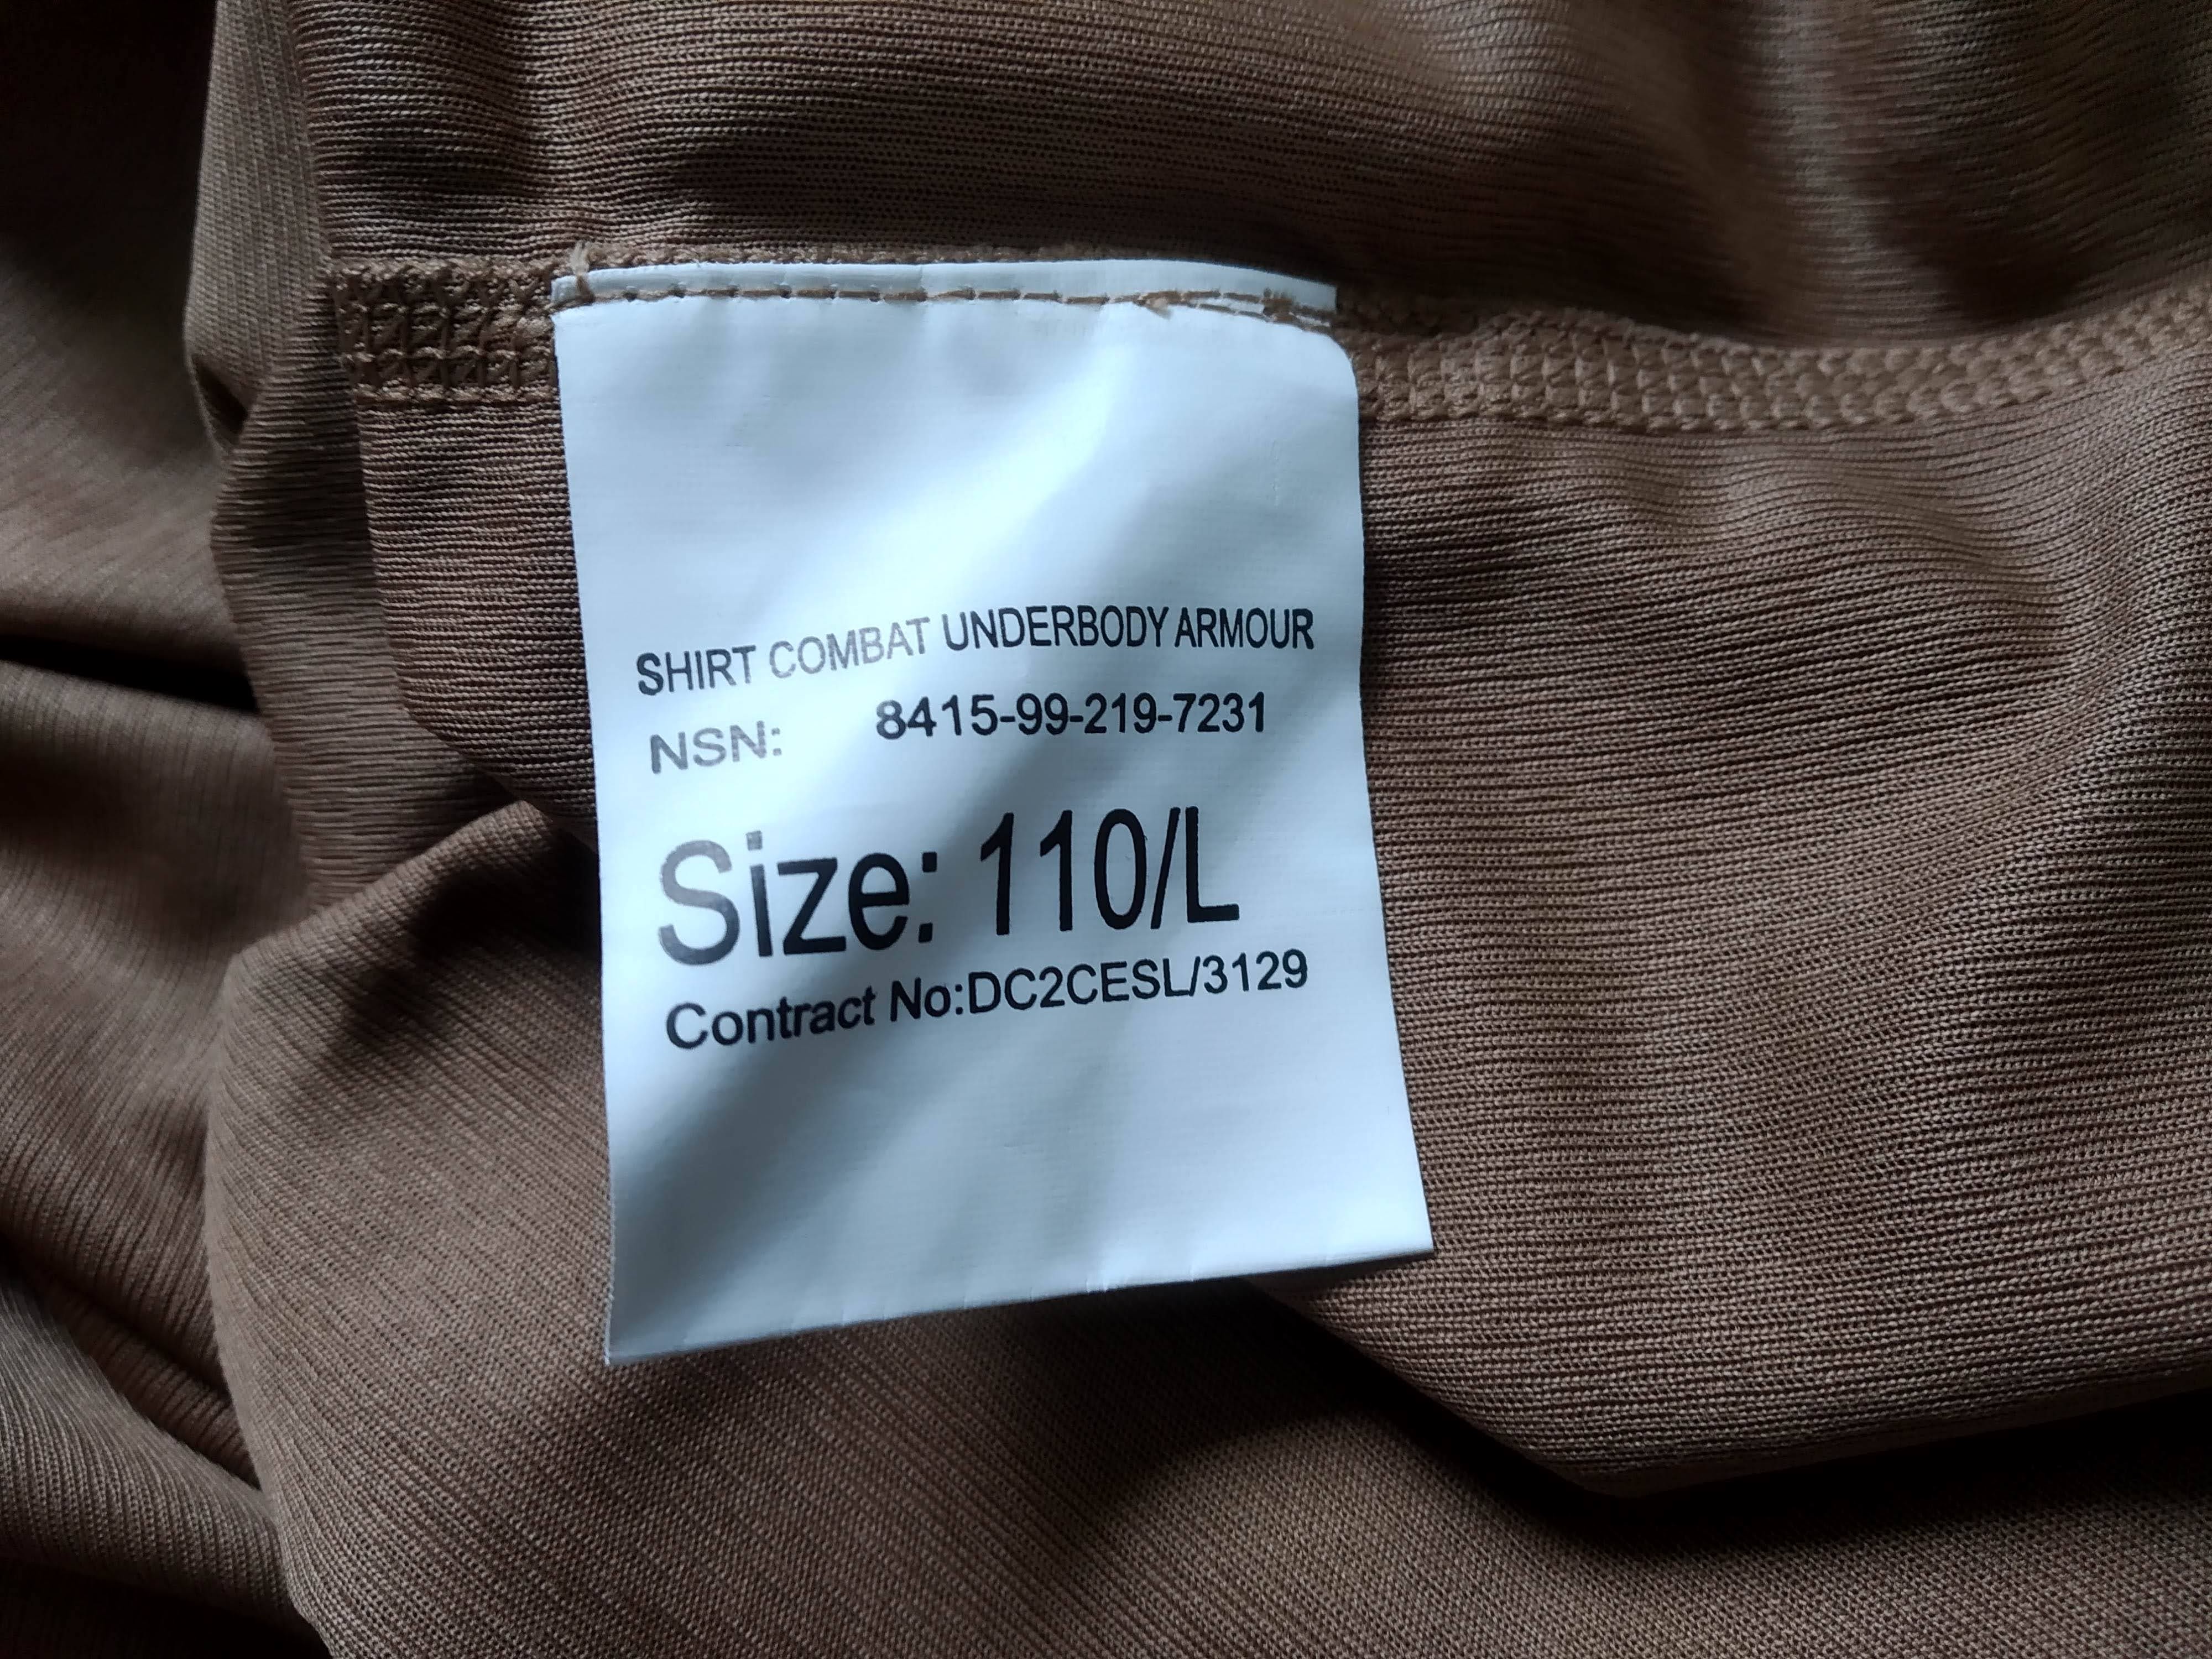 SHIRT COMBAT UNDERBODY ARMOUR
NSN: 8415-99-219-7231
Size: 110/L
Contract No:DC2CESL/3129